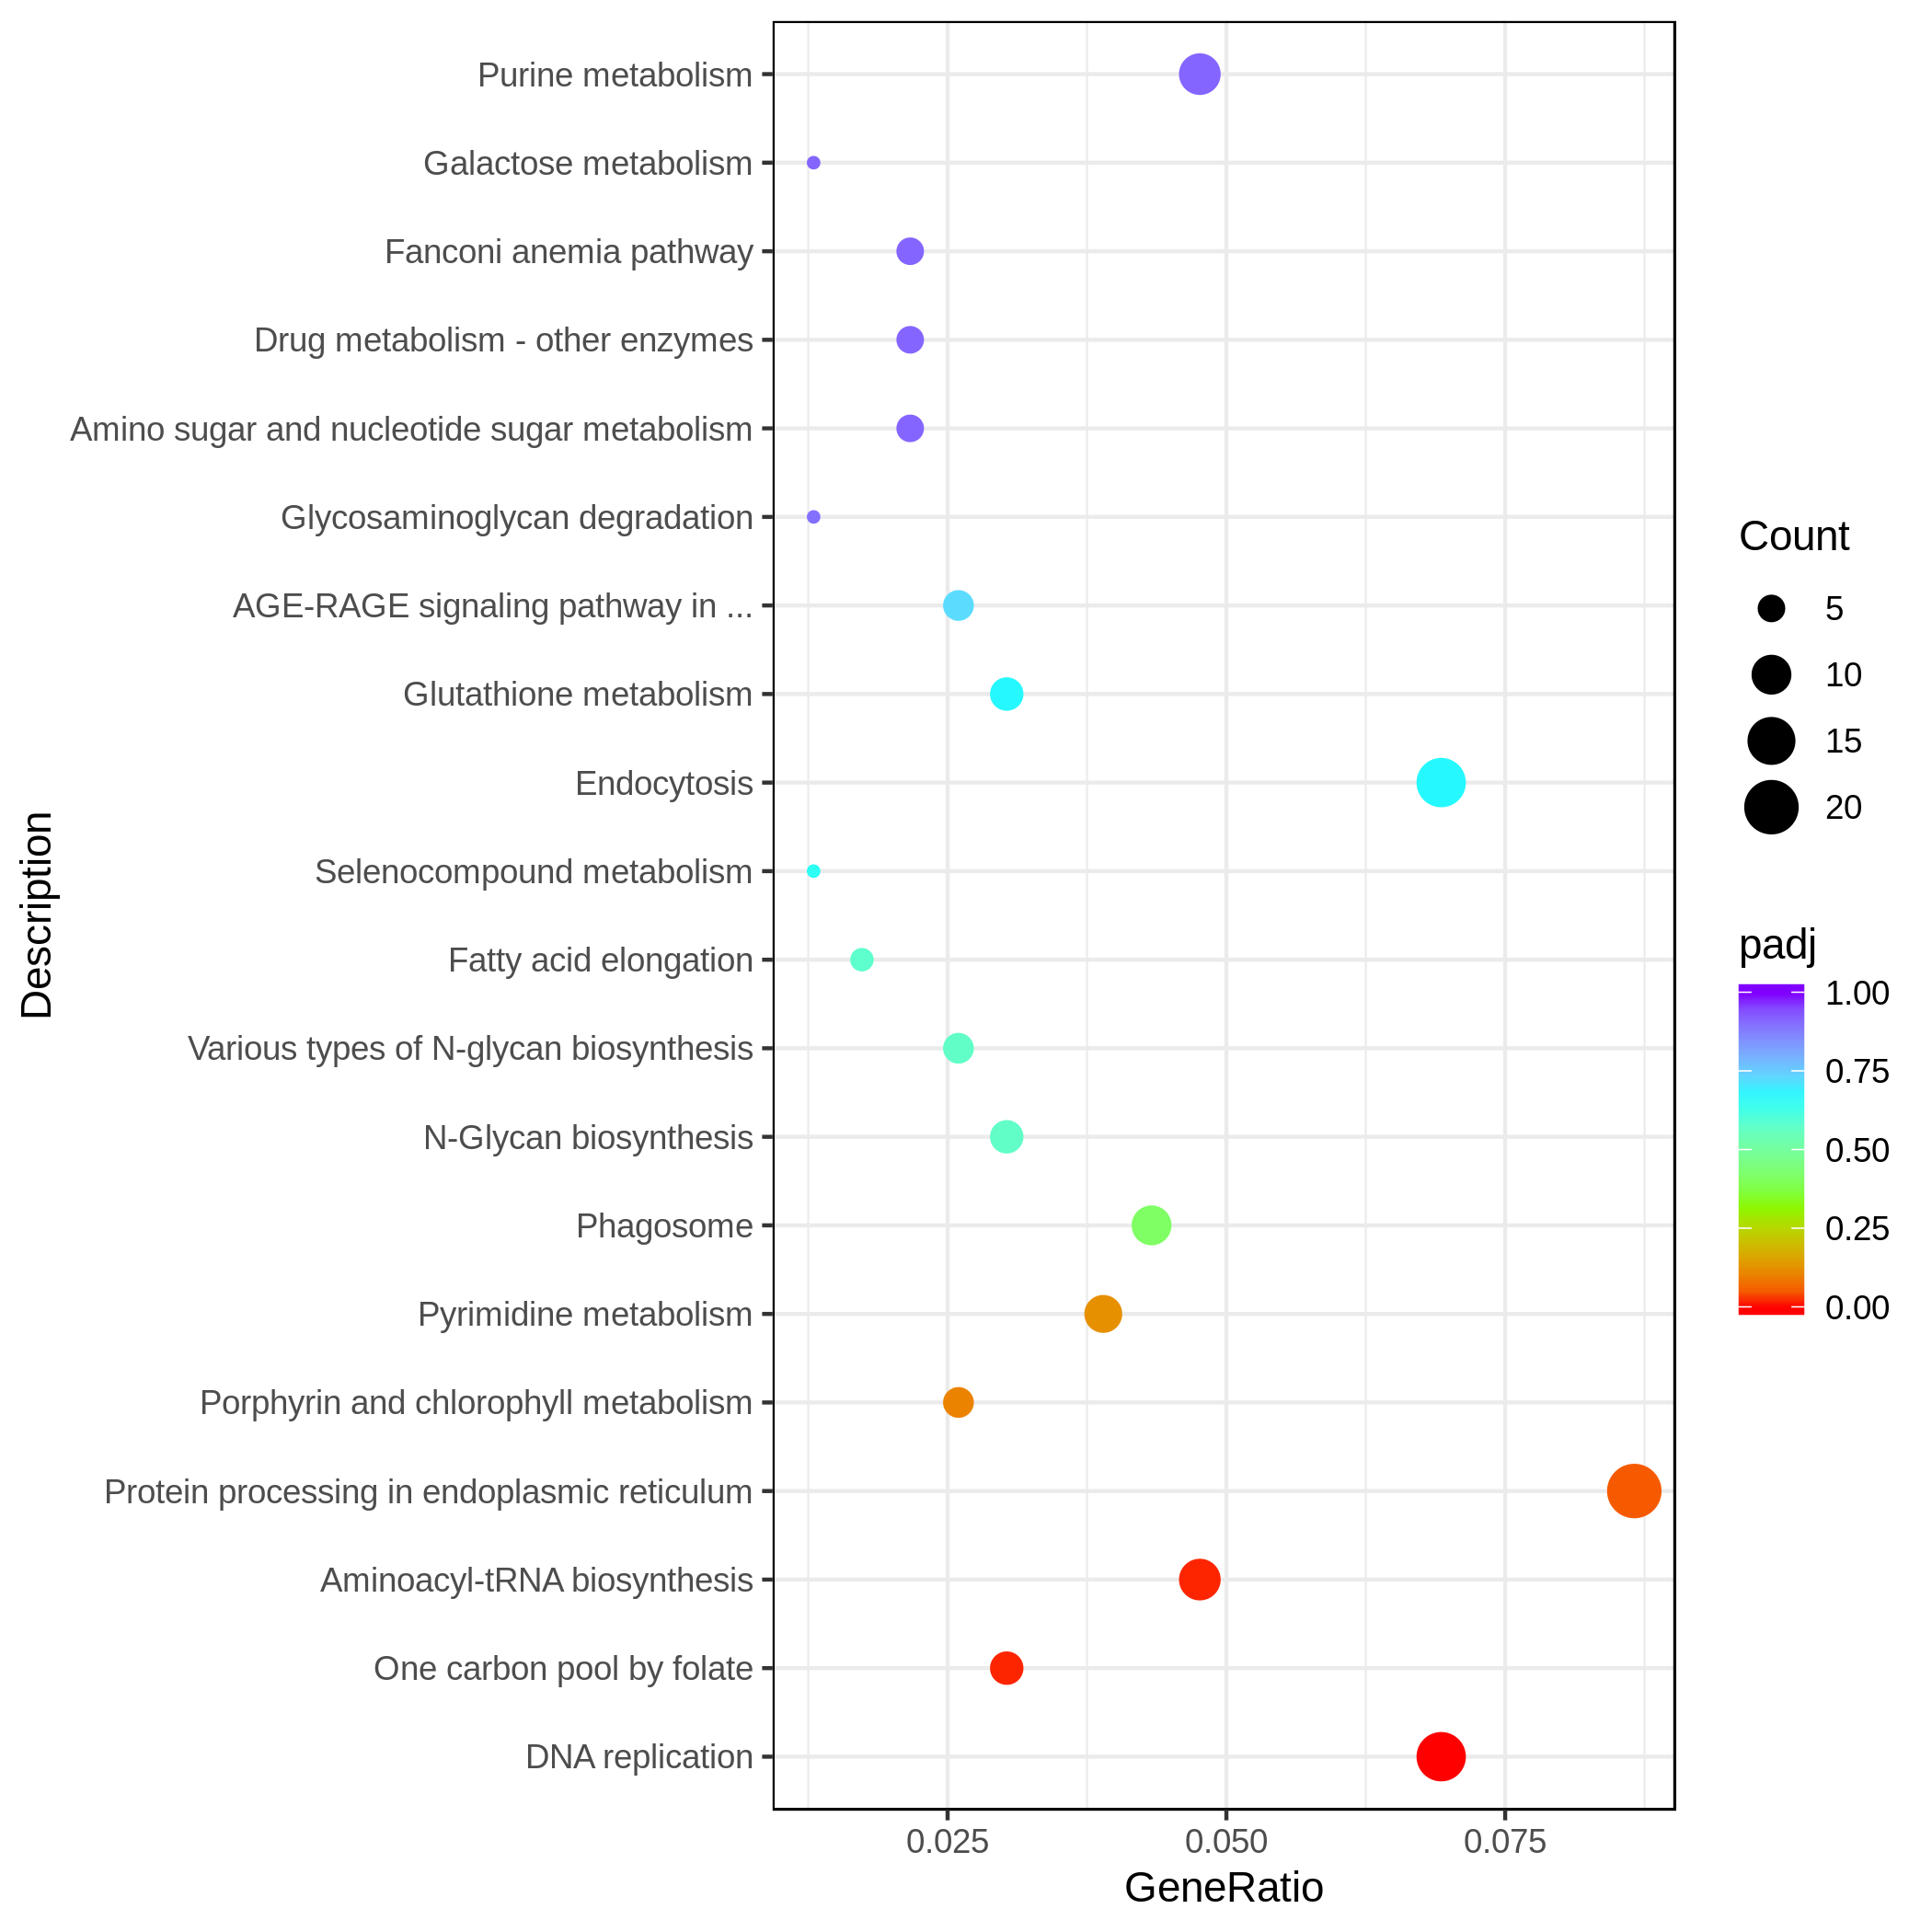 Purine metabolism
Galactose metabolism
Fanconi anemia pathway
Drug metabolism - other enzymes
Amino sugar and nucleotide sugar metabolism
Glycosaminoglycan degradation
AGE-RAGE signaling pathway in ...
Glutathione metabolism
Endocytosis
Selenocompound metabolism
Fatty acid elongation
Various types of N-glycan biosynthesis
N-Glycan biosynthesis
Phagosome
Pyrimidine metabolism
Porphyrin and chlorophyll metabolism
Protein processing in endoplasmic reticulum
Aminoacyl-tRNA biosynthesis
One carbon pool by folate
DNA replication
Description
0.025 0.050 0.075
GeneRatio
Count
5
10
15
20
padj
1.00
0.75
0.50
0.25
0.00